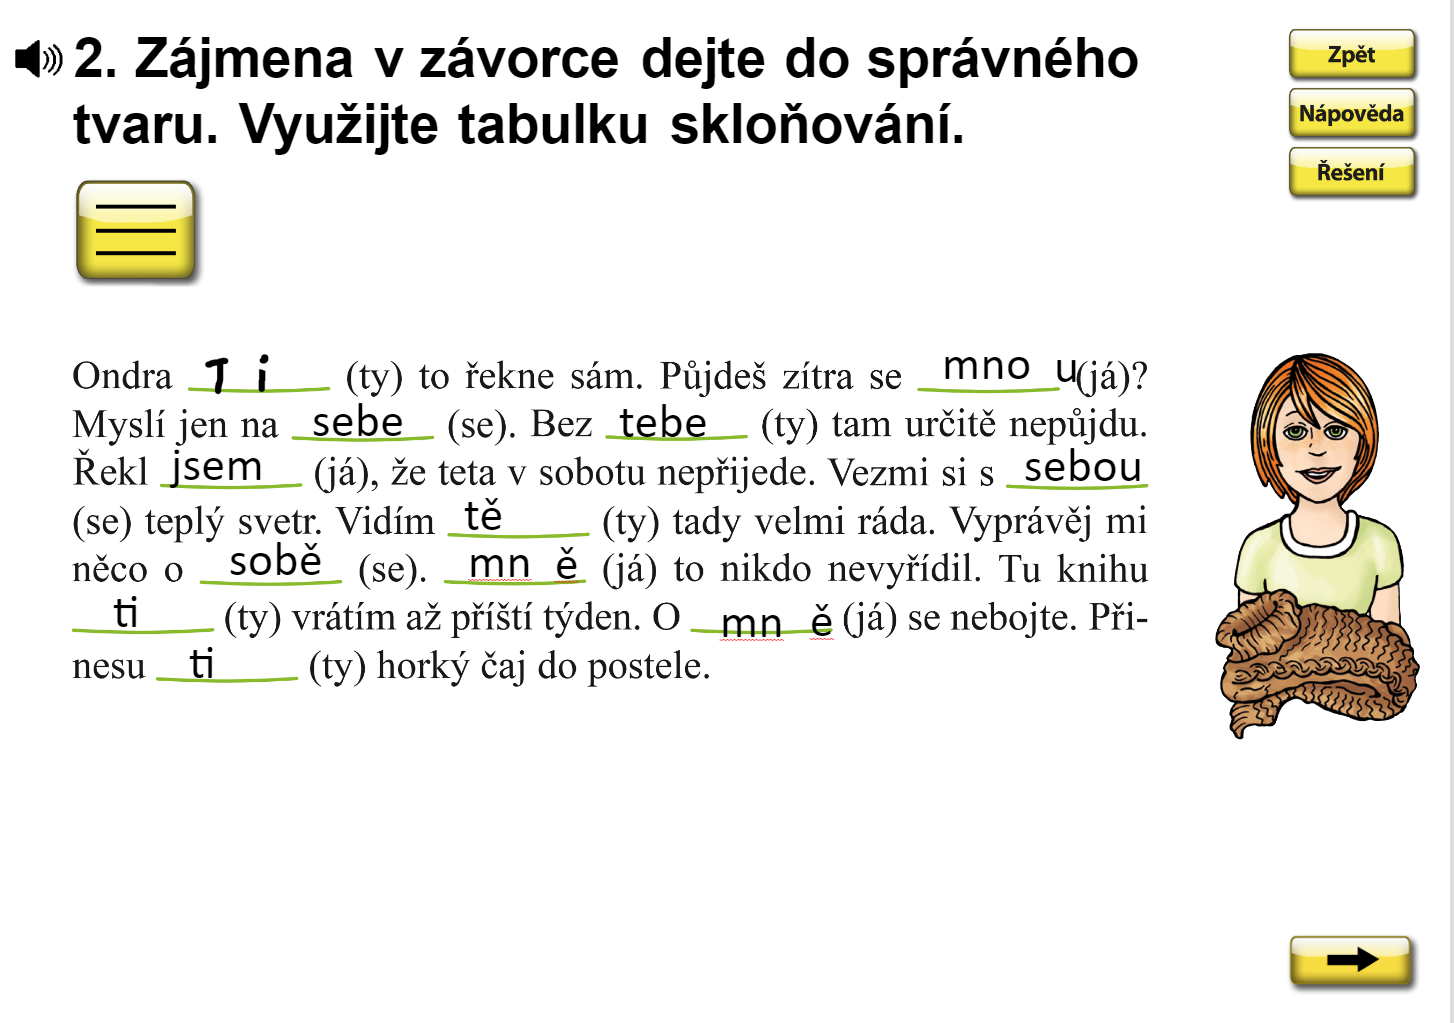 2. Zájmena v závorce dejte do správného
tvaru. Využijte tabulku skloňování.
Zpět
Nápověda
Řešení
Ondra T i (ty) to řekne sám. Půjdeš zítra se mno u(já)?
Myslí jen na sebe (se). Bez tebe (ty) tam určitě nepůjdu.
Řekl jsem (já), že teta v sobotu nepřijede. Vezmi si s sebou
(se) teplý svetr. Vidím tě (ty) tady velmi ráda. Vyprávěj mi
něco o sobě (se). mn ě (já) to nikdo nevyřídil. Tu knihu
ti (ty) vrátím až příští týden. O mn ě (já) se nebojte. Při-
nesu ti (ty) horký čaj do postele.